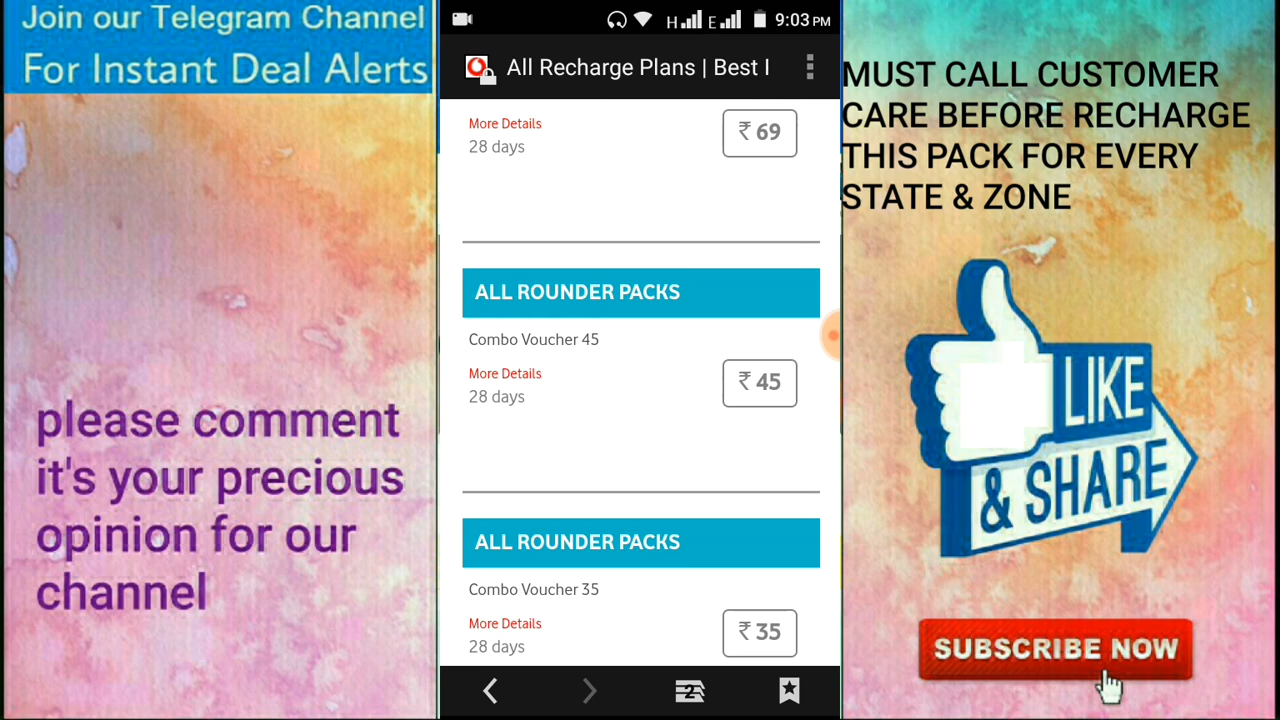 Join our Telegram Channel
For Instant Deal Alerts
please comment
it's your precious
opinion for our
channel
H E 9:03 PM
All Recharge Plans | Best I
More Details
₹ 69
28 days
ALL ROUNDER PACKS
Combo Voucher 45
More Details
₹ 45
28 days
ALL ROUNDER PACKS
Combo Voucher 35
More Details
₹ 35
28 days
2
MUST CALL CUSTOMER
CARE BEFORE RECHARGE
THIS PACK FOR EVERY
STATE & ZONE
LIKE
& SHARE
SUBSCRIBE NOW